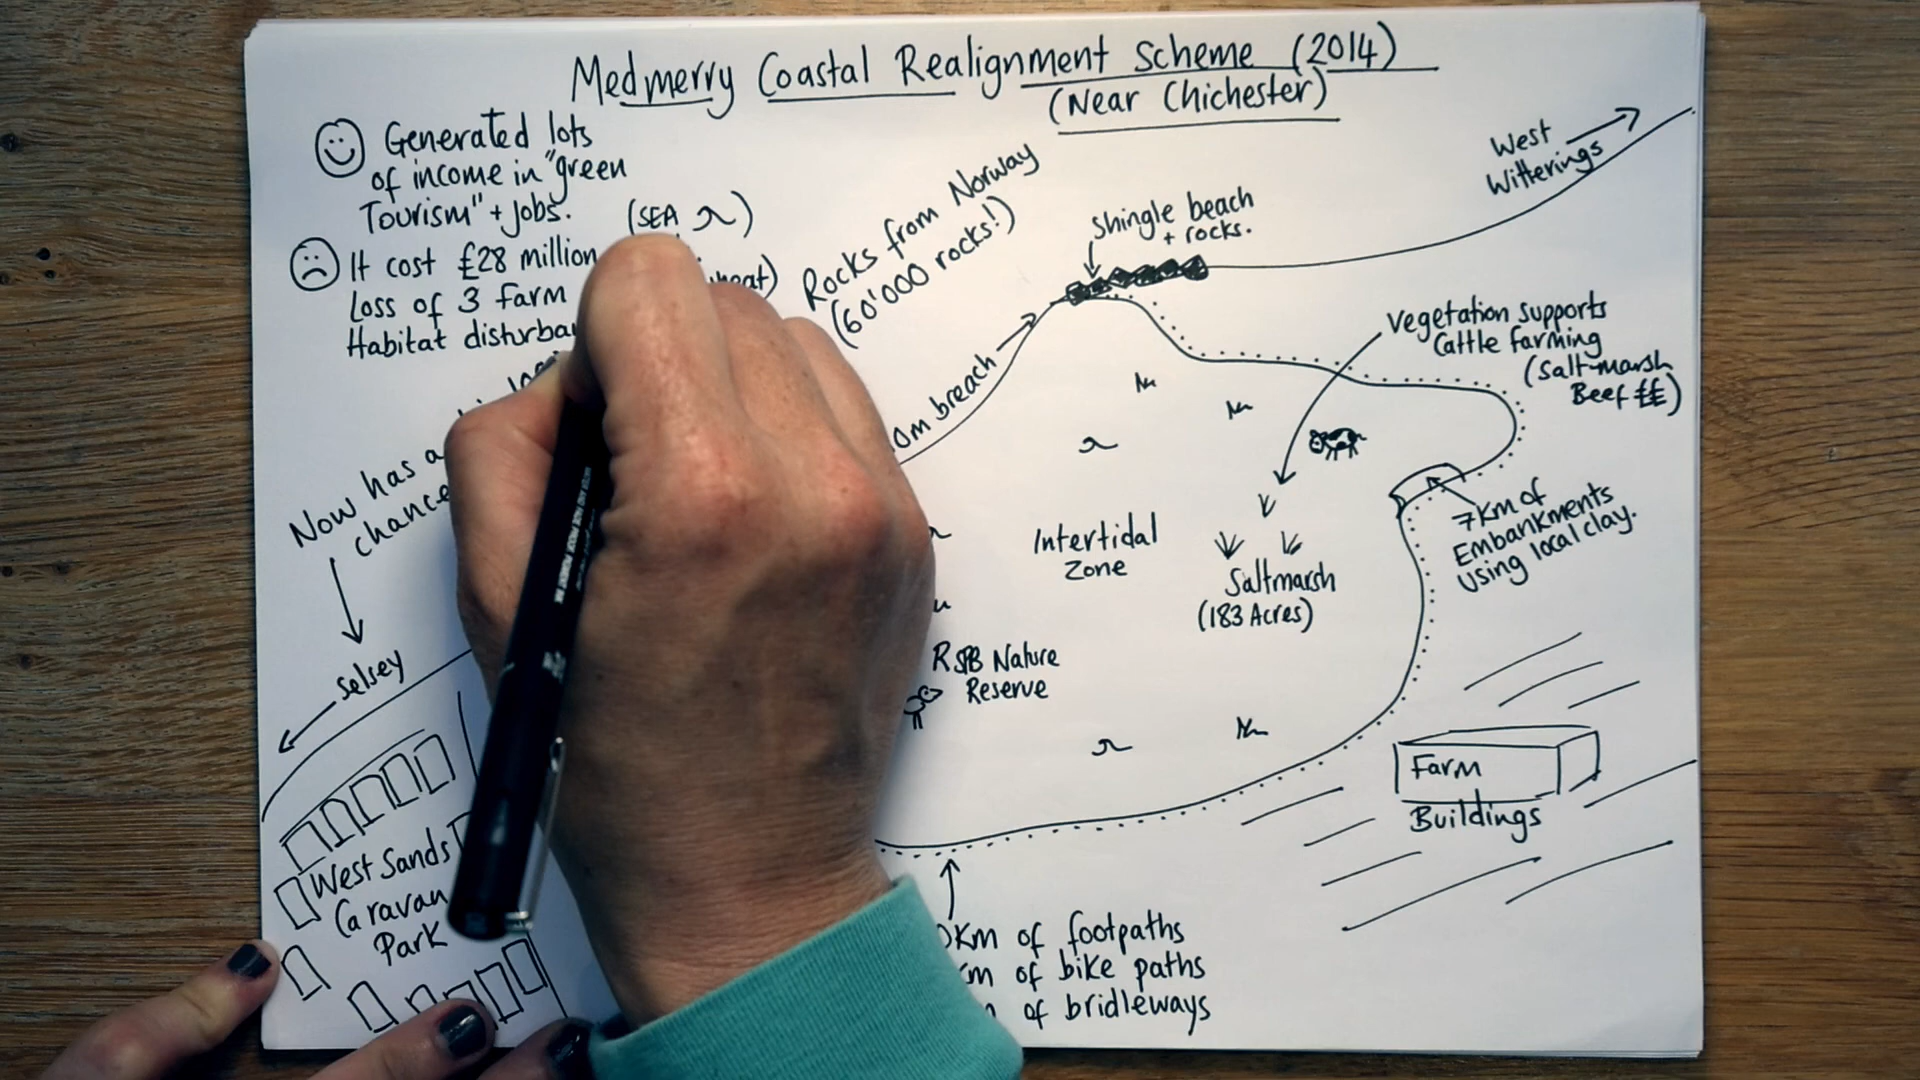 Medmerry Coastal Realignment Scheme (2014)
(Near Chichester)
Generated lots
of income in "green
Tourism" + jobs.
(SEA
It cost £28 million
Loss of 3 farm
Habitat disturba
Rocks from Norway
(60'000 rocks!)
Shingle beach
+ rocks.
West
Witterings
Vegetation supports
Cattle farming
(Salt-marsh
Beef ££)
0m breach
Now has a
chance
Intertidal
Zone
Saltmarsh
(183 Acres)
7km of
Embankments
using local clay.
Selsey
RSPB Nature
Reserve
Farm
Buildings
West Sands
Caravan
Park
0km of footpaths
km of bike paths
of bridleways